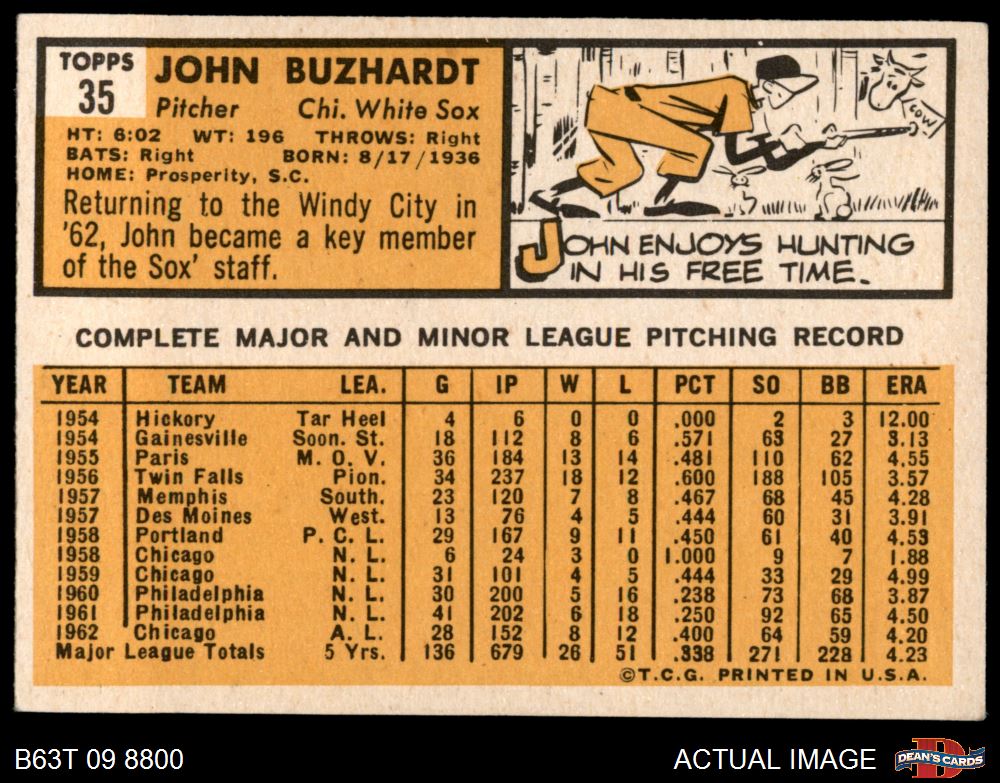 TOPPS
35
JOHN BUZHARDT
Pitcher Chi. White Sox
HT: 6:02 WT: 196 THROWS: Right
BATS: Right BORN: 8/17/1936
HOME: Prosperity, S.C.
Returning to the Windy City in
'62, John became a key member
of the Sox' staff.
COW
JOHN ENJOYS HUNTING
IN HIS FREE TIME.
COMPLETE MAJOR AND MINOR LEAGUE PITCHING RECORD
YEAR TEAM LEA. G IP W L PCT SO BB ERA
1954 Hickory Tar Heel 4 6 0 0 .000 2 3 12.00
1954 Gainesville Soon. St. 18 112 8 6 .571 63 27 3.13
1955 Paris M. O. V. 36 184 13 14 .481 110 62 4.55
1956 Twin Falls Pion. 34 237 18 12 .600 188 105 3.57
1957 Memphis South. 23 120 7 8 .467 68 45 4.28
1957 Des Moines West. 13 76 4 5 .444 60 31 3.91
1958 Portland P. C. L. 29 167 9 11 .450 61 40 4.53
1958 Chicago N. L. 6 24 3 0 1.000 9 7 1.88
1959 Chicago N. L. 31 101 4 5 .444 33 29 4.99
1960 Philadelphia N. L. 30 200 5 16 .238 73 68 3.87
1961 Philadelphia N. L. 41 202 6 18 .250 92 65 4.50
1962 Chicago A. L. 28 152 8 12 .400 64 59 4.20
Major League Totals 5 Yrs. 136 679 26 51 .338 271 228 4.23
©T.C.G. PRINTED IN U.S.A.
B63T 09 8800
ACTUAL IMAGE
D
DEAN'S CARDS